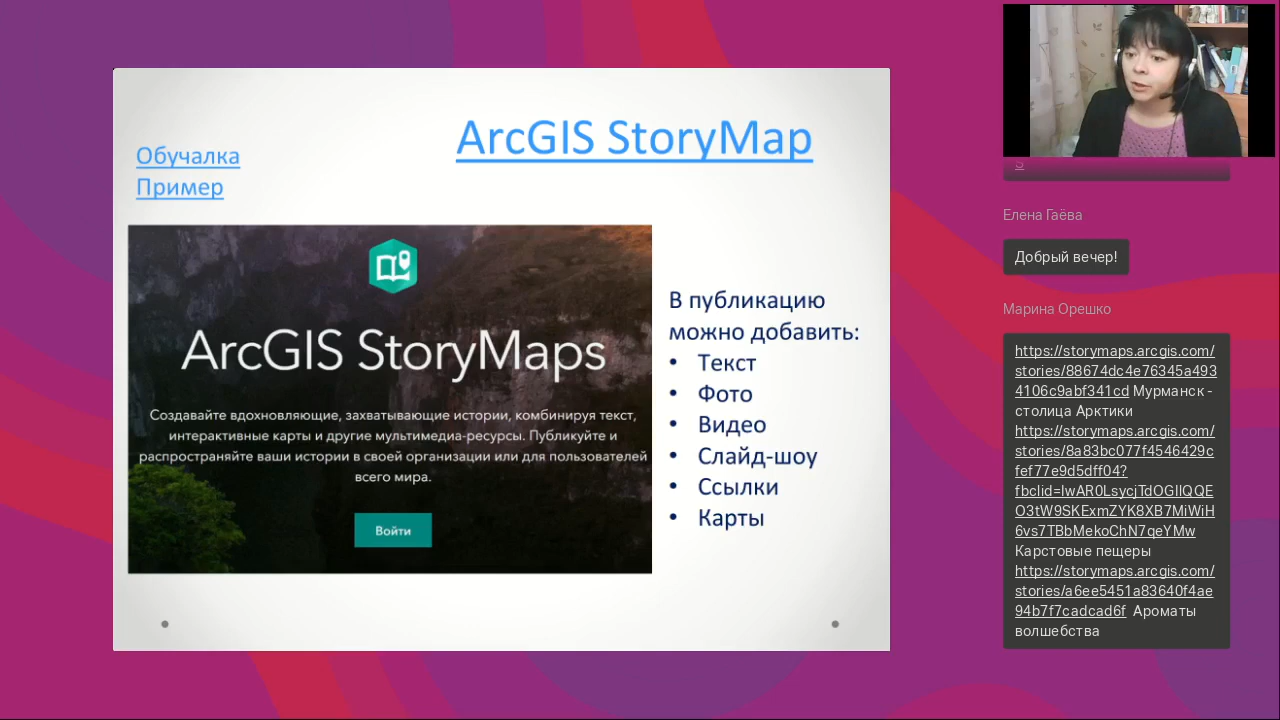 ArcGIS StoryMap
Обучалка
Пример
ArcGIS StoryMaps
Создавайте вдохновляющие, захватывающие истории, комбинируя текст,
интерактивные карты и другие мультимедиа-ресурсы. Публикуйте и
распространяйте ваши истории в своей организации или для пользователей
всего мира.
Войти
В публикацию
можно добавить:
• Текст
• Фото
• Видео
• Слайд-шоу
• Ссылки
• Карты
Елена Гаёва
Добрый вечер!
Марина Орешко
https://storymaps.arcgis.com/
stories/88674dc4e76345a493
4106c9abf341cd Мурманск -
столица Арктики
https://storymaps.arcgis.com/
stories/8a83bc077f4546429c
fef77e9d5dff04?
fbclid=IwAR0LsycjTdOGIlQQE
O3tW9SKExmZYK8XB7MiWiH
6vs7TBbMekoChN7qeYMw
Карстовые пещеры
https://storymaps.arcgis.com/
stories/a6ee5451a83640f4ae
94b7f7cadcad6f Ароматы
волшебства